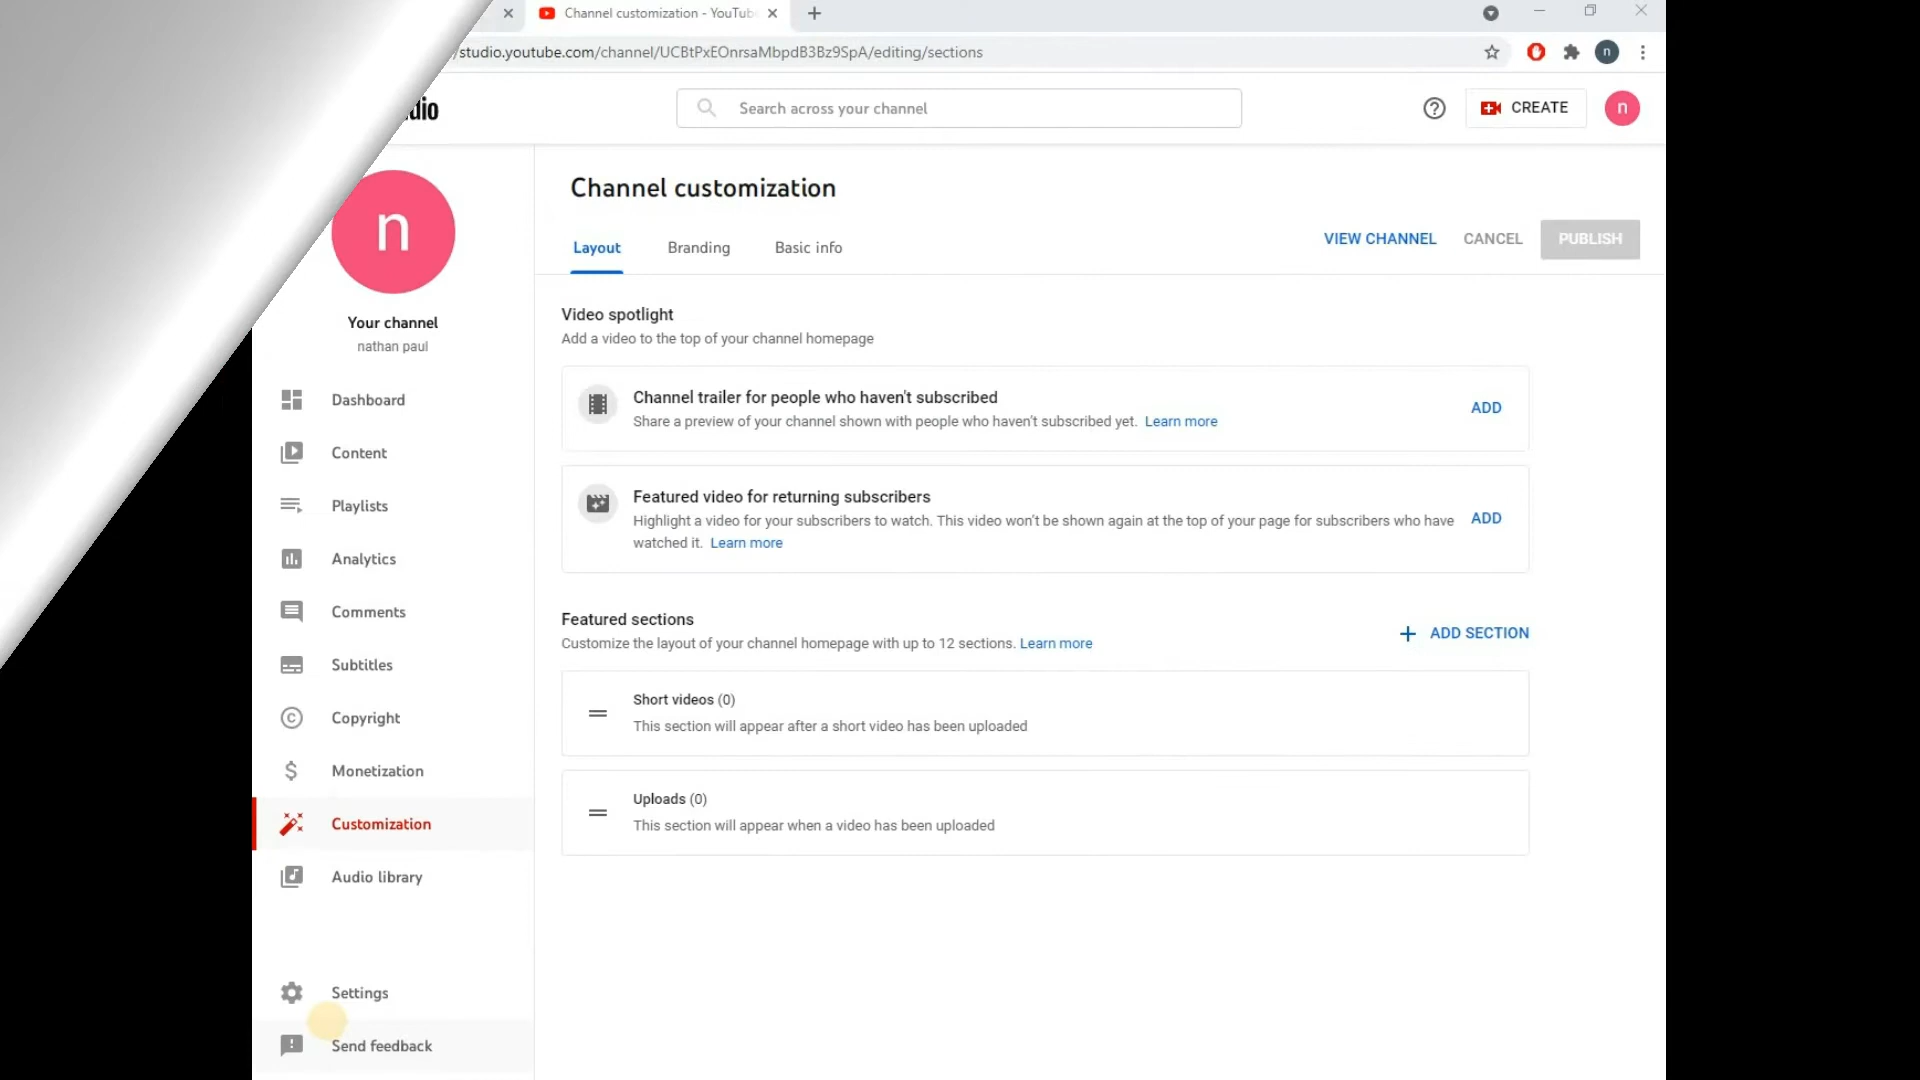 Channel customization - YouTub
/studio.youtube.com/channel/UCBtPxEOnrsaMbpdB3Bz9SpA/editing/sections
n
Search across your channel
CREATE
n
Channel customization
Layout
Branding
Basic info
VIEW CHANNEL
CANCEL
PUBLISH
n
Your channel
nathan paul
Dashboard
Content
Playlists
Analytics
Comments
Subtitles
Copyright
Monetization
Customization
Audio library
Settings
Send feedback
Video spotlight
Add a video to the top of your channel homepage
Channel trailer for people who haven't subscribed
Share a preview of your channel shown with people who haven't subscribed yet. Learn more
ADD
Featured video for returning subscribers
Highlight a video for your subscribers to watch. This video won't be shown again at the top of your page for subscribers who have
watched it. Learn more
ADD
Featured sections
Customize the layout of your channel homepage with up to 12 sections. Learn more
ADD SECTION
Short videos (0)
This section will appear after a short video has been uploaded
Uploads (0)
This section will appear when a video has been uploaded